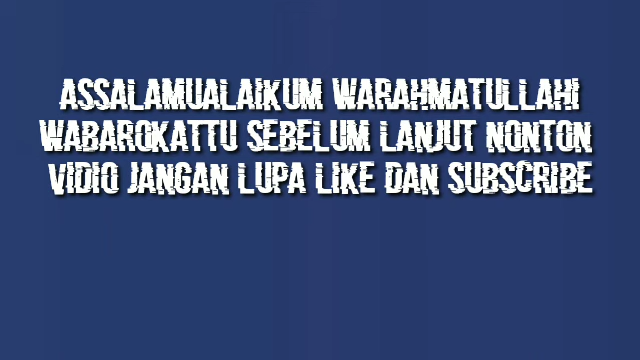 ASSALAMUALAIKUM WARAHMATULLAHI
WABAROKATTU SEBELUM LANJUT NONTON
VIDIO JANGAN LUPA LIKE DAN SUBSCRIBE